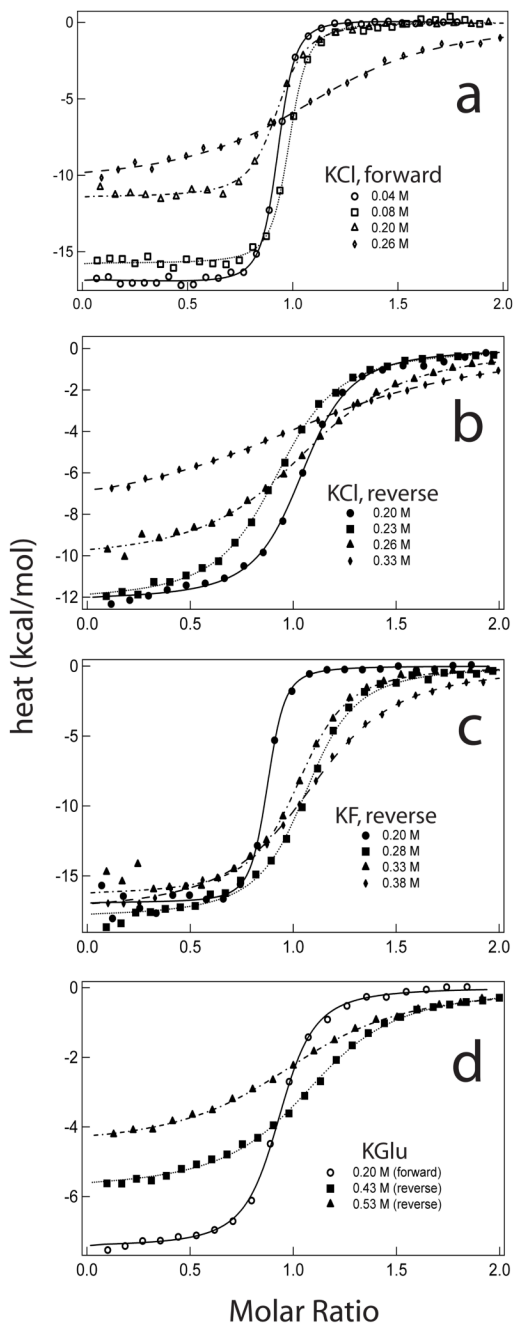 0
-5
-10
-15
a
KCl, forward
0.04 M
0.08 M
0.20 M
0.26 M
0.0
0.5
1.0
1.5
2.0
0
-2
-4
-6
-8
-10
12
b
KCl, reverse
0.20 M
0.23 M
0.26 M
0.33 M
0.0
0.5
1.0
1.5
2.0
heat (kcal/mol)
0
-5
-10
-15
c
KF, reverse
0.20 M
0.28 M
0.33 M
0.38 M
0.0
0.5
1.0
1.5
2.0
0
-2
-4
-6
d
KGlu
0.20 M (forward)
0.43 M (reverse)
0.53 M (reverse)
0.0
0.5
1.0
1.5
2.0
Molar Ratio